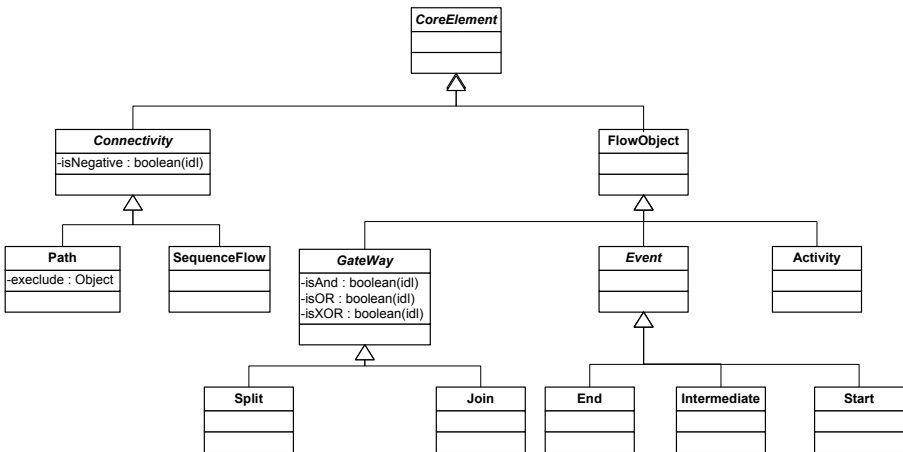 CoreElement
Connectivity
-isNegative : boolean(idl)
FlowObject
Path
-execlude : Object
SequenceFlow
GateWay
-isAnd : boolean(idl)
-isOR : boolean(idl)
-isXOR : boolean(idl)
Event
Activity
Split
Join
End
Intermediate
Start